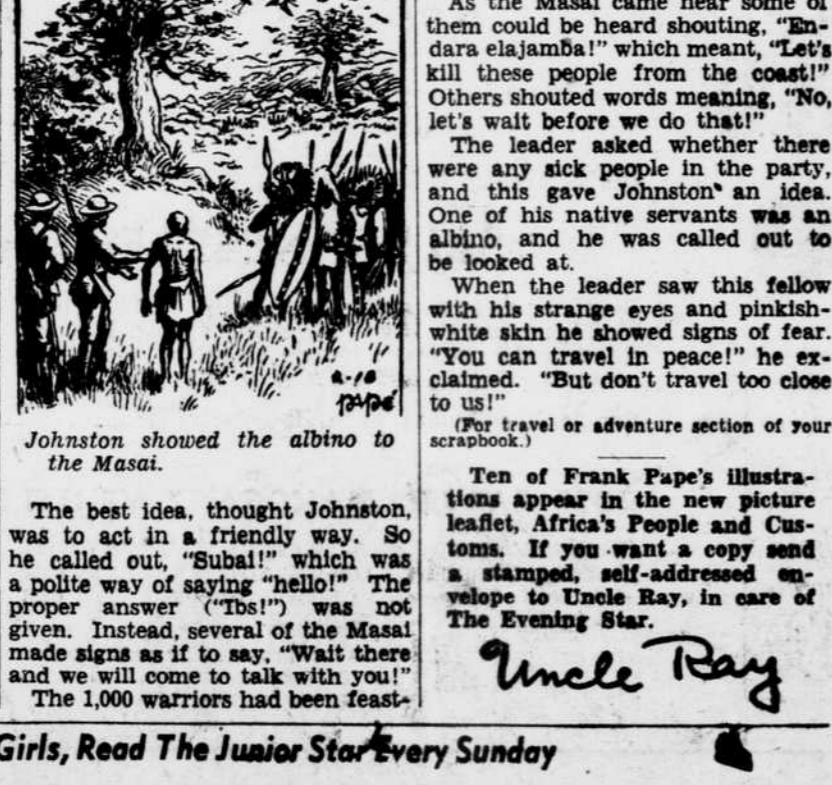 4-10
PAPÉ
Johnston showed the albino to
the Masai.
The best idea, thought Johnston,
was to act in a friendly way. So
he called out, "Subai!" which was
a polite way of saying "hello!" The
proper answer ("Ibs!") was not
given. Instead, several of the Masai
made signs as if to say, "Wait there
and we will come to talk with you!"
The 1,000 warriors had been feast-
As the Masai came near some of
them could be heard shouting, "En-
dara elajamba!" which meant, "Let's
kill these people from the coast!"
Others shouted words meaning, "No,
let's wait before we do that!"
The leader asked whether there
were any sick people in the party,
and this gave Johnston an idea.
One of his native servants was an
albino, and he was called out to
be looked at.
When the leader saw this fellow
with his strange eyes and pinkish-
white skin he showed signs of fear.
"You can travel in peace!" he ex-
claimed. "But don't travel too close
to us!"
(For travel or adventure section of your
scrapbook.)
Ten of Frank Pape's illustra-
tions appear in the new picture
leaflet, Africa's People and Cus-
toms. If you want a copy send
a stamped, self-addressed en-
velope to Uncle Ray, in care of
The Evening Star.
Uncle Ray
Girls, Read The Junior Star Every Sunday